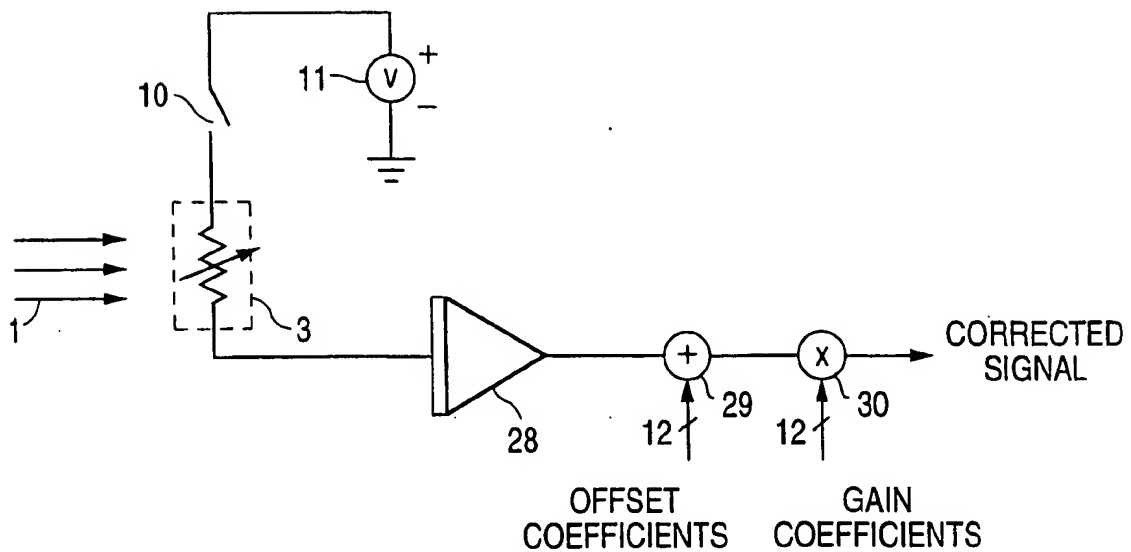 11
V
+
−
10
1
3
28
+
29
x
30
CORRECTED
SIGNAL
12
12
OFFSET
COEFFICIENTS
GAIN
COEFFICIENTS